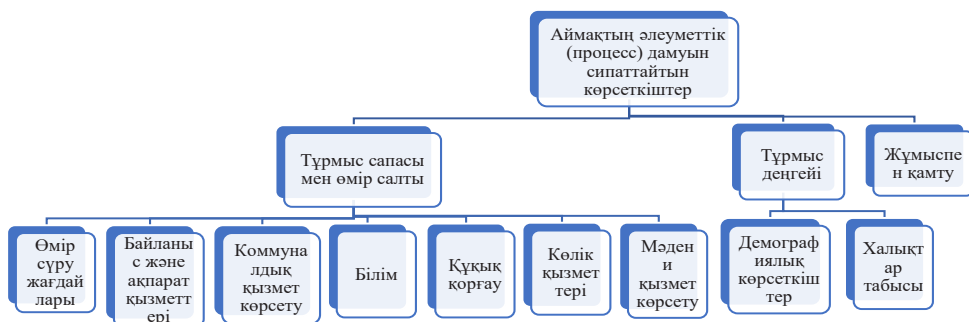 Аймақтың әлеуметтік
(процесс) дамуын
сипаттайтын
көрсеткіштер
Тұрмыс сапасы
мен өмір салты
Тұрмыс
деңгейі
Жұмыспе
н қамту
Өмір
сүру
жағдай
лары
Байланы
с және
ақпарат
қызметт
ері
Коммуна
лдық
қызмет
көрсету
Білім
Құқық
қорғау
Көлік
қызмет
тері
Мәден
и
қызмет
көрсету
Демограф
иялық
көрсеткіш
тер
Халықт
ар
табысы